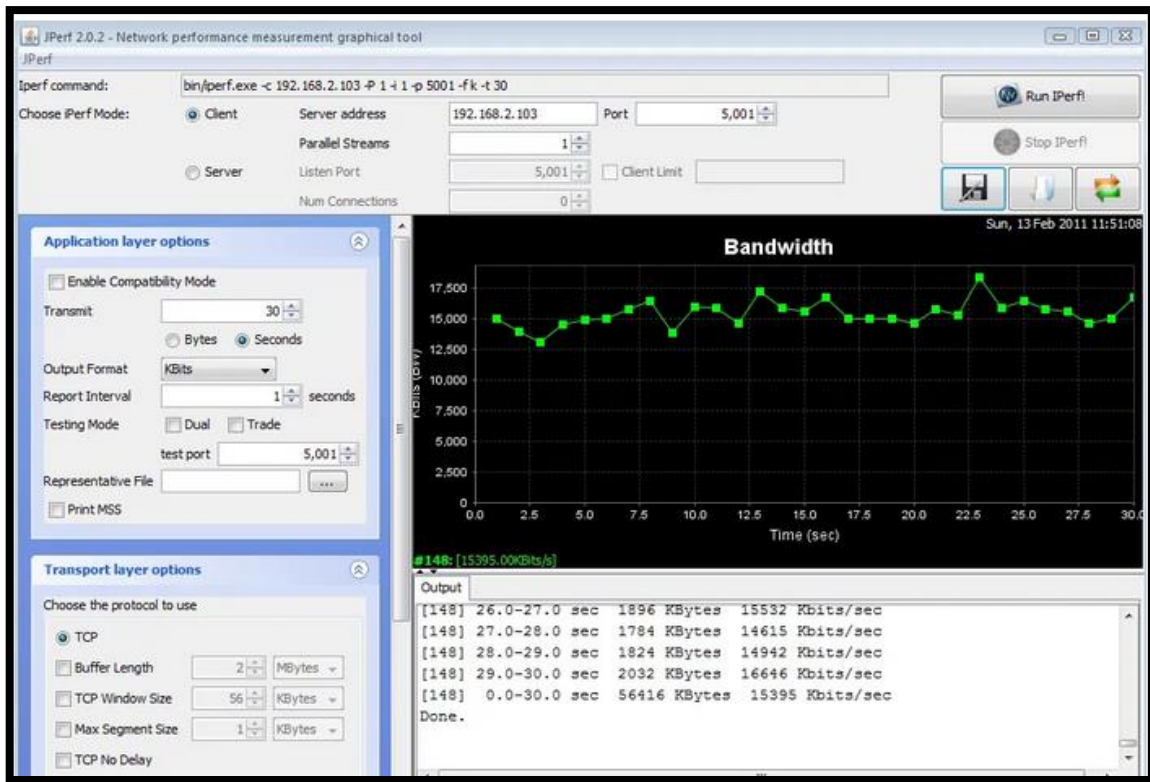 JPerf 2.0.2 - Network performance measurement graphical tool
JPerf
Iperf command: bin/iperf.exe -c 192.168.2.103 -P 1 -i 1 -p 5001 -f k -t 30
Run IPerf!
Choose iPerf Mode: Client Server address 192.168.2.103 Port 5,001
Parallel Streams 1
Stop IPerf!
Server Listen Port 5,001 Client Limit
Num Connections 0
Application layer options
Enable Compatibility Mode
Transmit 30
Bytes Seconds
Output Format KBits
Report Interval 1 seconds
Testing Mode Dual Trade
test port 5,001
Representative File ...
Print MSS
Transport layer options
Choose the protocol to use
TCP
Buffer Length 2 MBytes
TCP Window Size 56 KBytes
Max Segment Size 1 KBytes
TCP No Delay
Sun, 13 Feb 2011 11:51:08
Bandwidth
17,500
15,000
12,500
10,000
7,500
5,000
2,500
0
KBits (BW)
0.0 2.5 5.0 7.5 10.0 12.5 15.0 17.5 20.0 22.5 25.0 27.5 30.0
Time (sec)
#148: [15395.00KBits/s]
Output
[148] 26.0-27.0 sec 1896 KBytes 15532 Kbits/sec
[148] 27.0-28.0 sec 1784 KBytes 14615 Kbits/sec
[148] 28.0-29.0 sec 1824 KBytes 14942 Kbits/sec
[148] 29.0-30.0 sec 2032 KBytes 16646 Kbits/sec
[148] 0.0-30.0 sec 56416 KBytes 15395 Kbits/sec
Done.